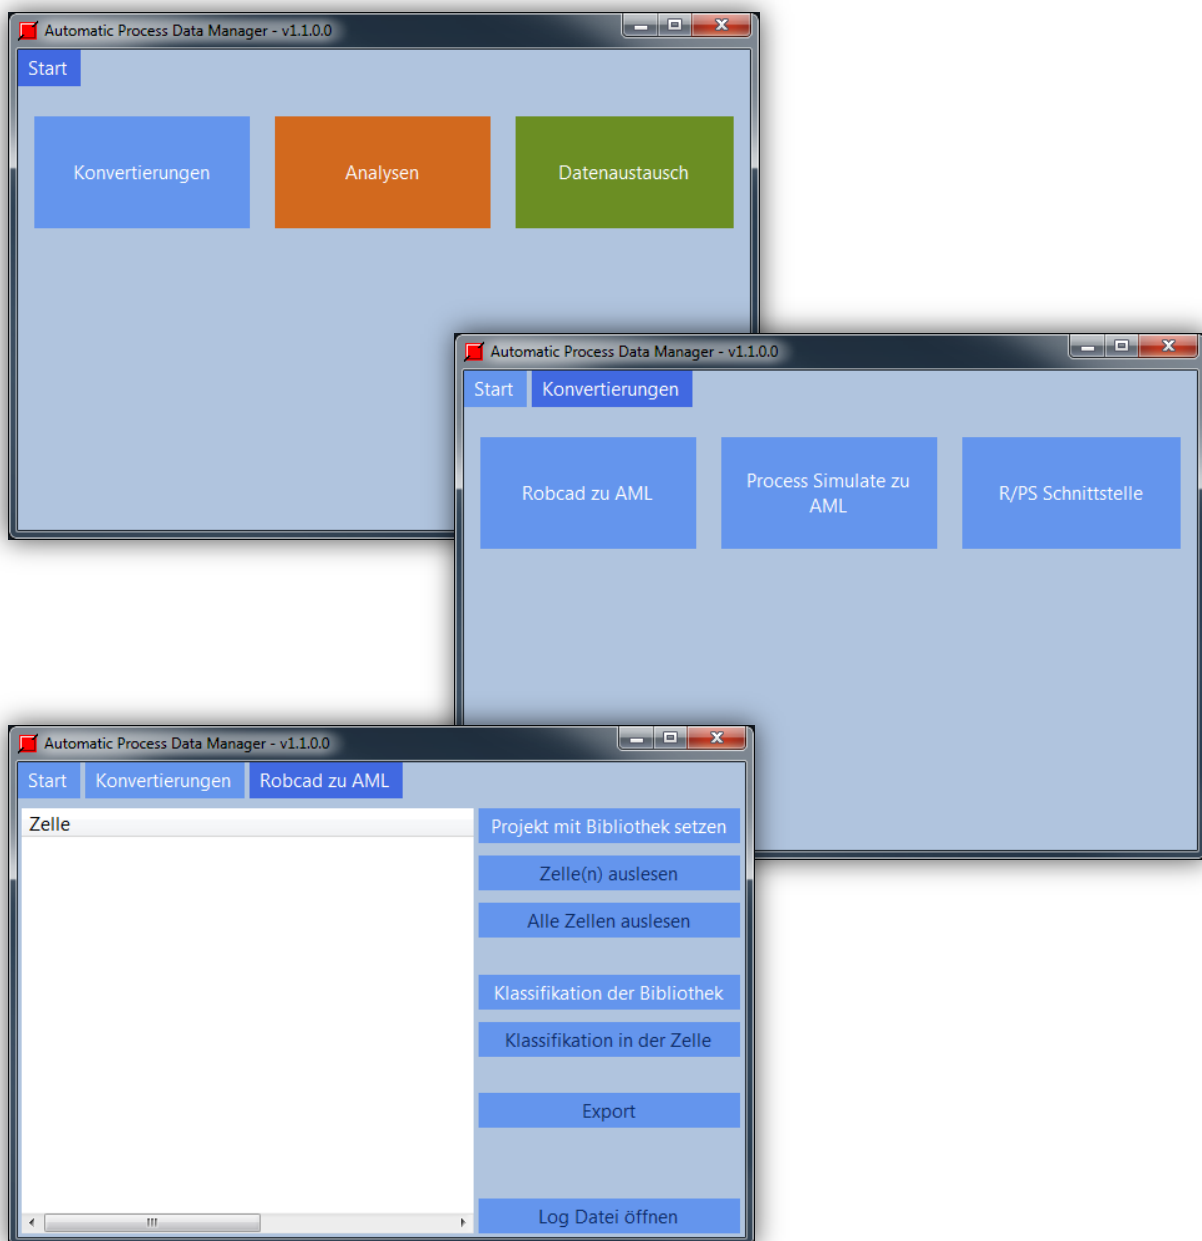 Automatic Process Data Manager - v1.1.0.0
Start
Konvertierungen
Analysen
Datenaustausch
Automatic Process Data Manager - v1.1.0.0
Start Konvertierungen
Robcad zu AML
Process Simulate zu
AML
R/PS Schnittstelle
Automatic Process Data Manager - v1.1.0.0
Start Konvertierungen Robcad zu AML
Zelle
Projekt mit Bibliothek setzen
Zelle(n) auslesen
Alle Zellen auslesen
Klassifikation der Bibliothek
Klassifikation in der Zelle
Export
Log Datei öffnen